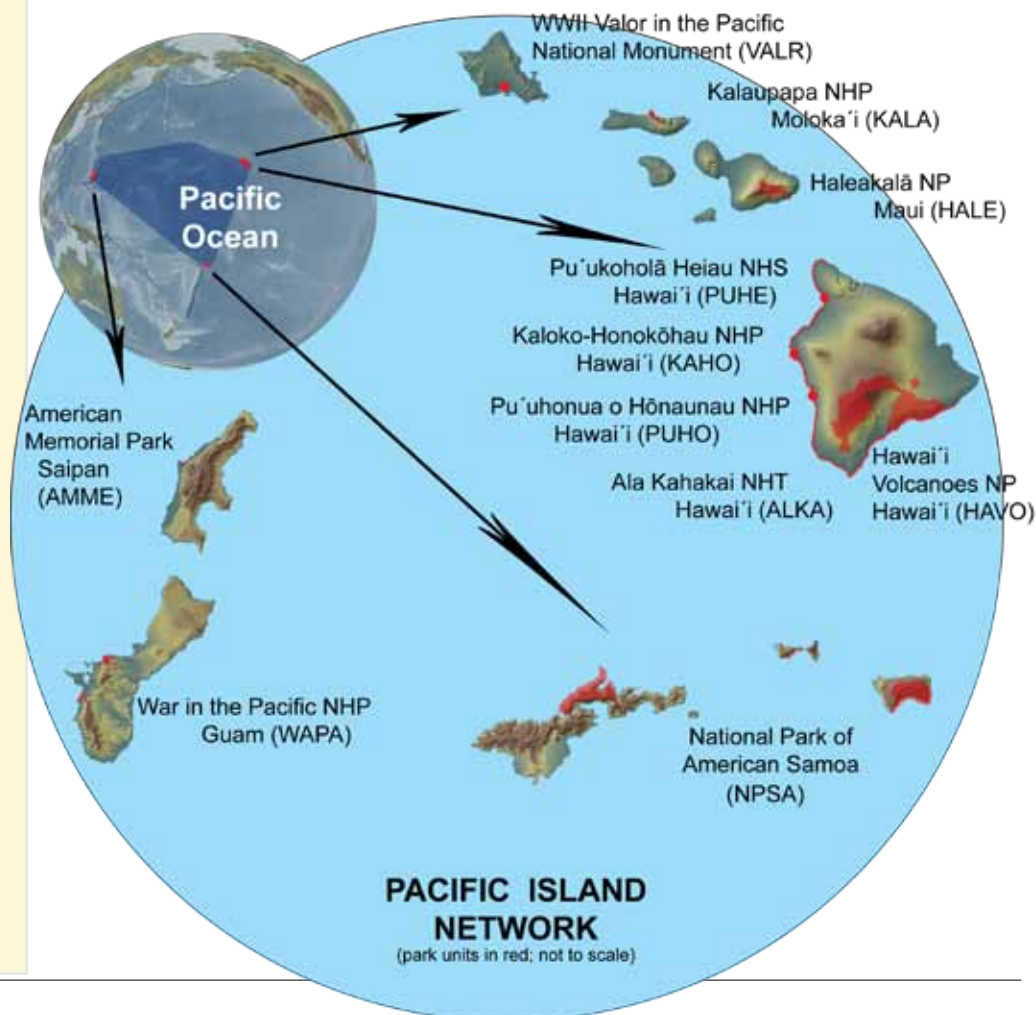 WWII Valor in the Pacific
National Monument (VALR)
Kalaupapa NHP
Moloka´i (KALA)
Haleakalā NP
Maui (HALE)
Pacific
Ocean
Pu´ukoholā Heiau NHS
Hawai´i (PUHE)
Kaloko-Honokōhau NHP
Hawai´i (KAHO)
Pu´uhonua o Hōnaunau NHP
Hawai´i (PUHO)
Ala Kahakai NHT
Hawai´i (ALKA)
Hawai´i
Volcanoes NP
Hawai´i (HAVO)
American
Memorial Park
Saipan
(AMME)
War in the Pacific NHP
Guam (WAPA)
National Park of
American Samoa
(NPSA)
PACIFIC ISLAND
NETWORK
(park units in red; not to scale)